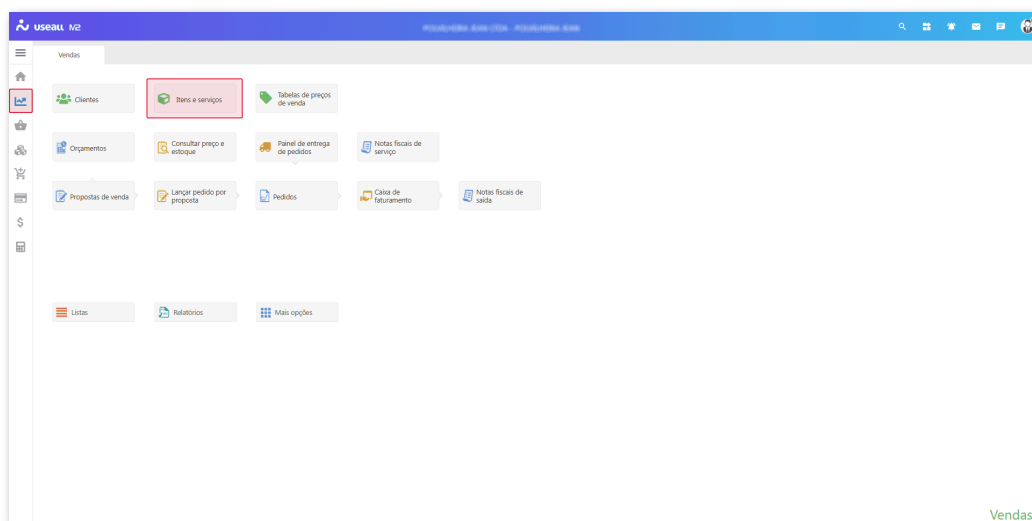 useall M2
Vendas
Clientes
Itens e serviços
Tabelas de preços
de venda
Orçamentos
Consultar preço e
estoque
Painel de entrega
de pedidos
Notas fiscais de
serviço
Propostas de venda
Lançar pedido por
proposta
Pedidos
Caixa de
faturamento
Notas fiscais de
saída
Listas
Relatórios
Mais opções
Vendas